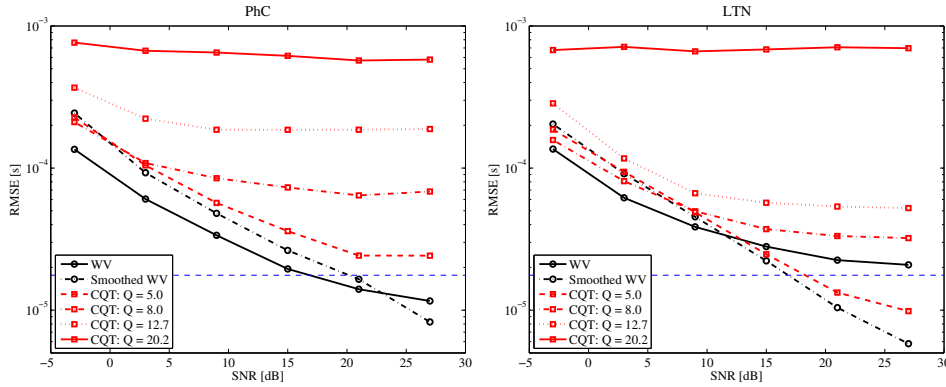 PhC
RMSE [s]
10⁻³
10⁻⁴
10⁻⁵
WV
Smoothed WV
CQT: Q = 5.0
CQT: Q = 8.0
CQT: Q = 12.7
CQT: Q = 20.2
−5 0 5 10 15 20 25 30
SNR [dB]
LTN
RMSE [s]
10⁻³
10⁻⁴
10⁻⁵
WV
Smoothed WV
CQT: Q = 5.0
CQT: Q = 8.0
CQT: Q = 12.7
CQT: Q = 20.2
−5 0 5 10 15 20 25 30
SNR [dB]